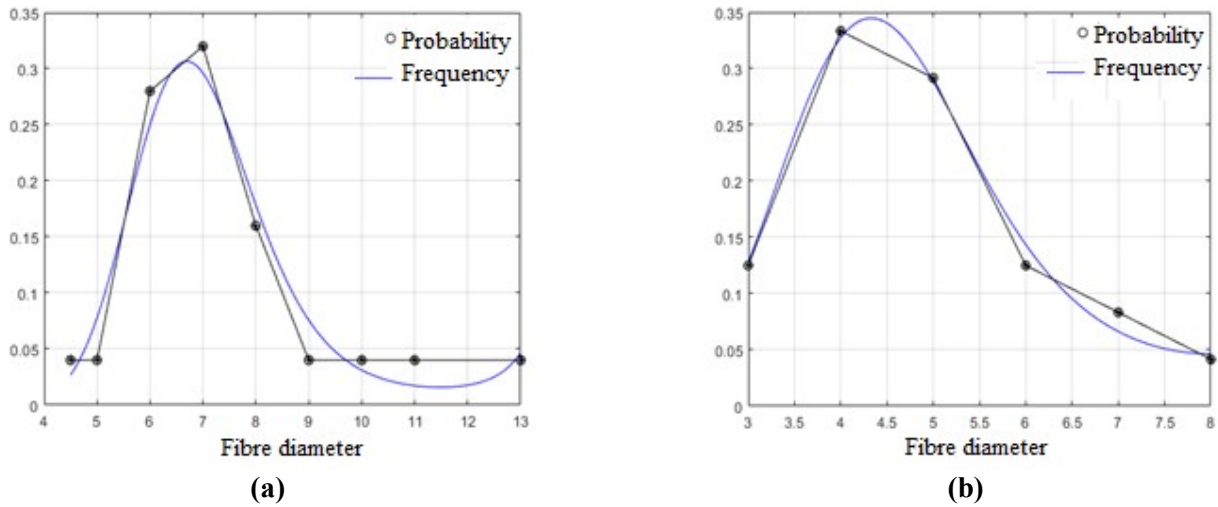 0.35
0.3
0.25
0.2
0.15
0.1
0.05
0
4 5 6 7 8 9 10 11 12 13
Probability
Frequency
Fibre diameter
(a)
0.35
0.3
0.25
0.2
0.15
0.1
0.05
0
3 3.5 4 4.5 5 5.5 6 6.5 7 7.5 8
Probability
Frequency
Fibre diameter
(b)